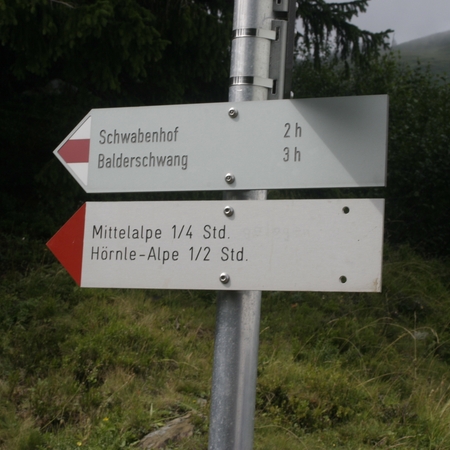 Schwabenhof 2 h
Balderschwang 3 h
Mittelalpe 1/4 Std.
Hörnle-Alpe 1/2 Std.